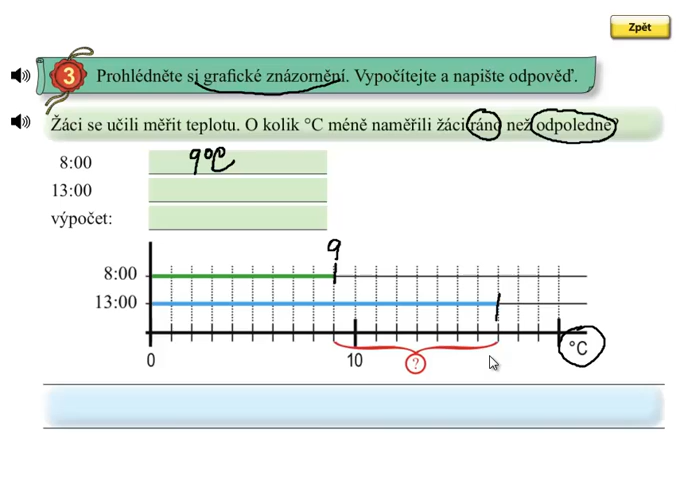 Zpět
3 Prohlédněte si grafické znázornění. Vypočítejte a napište odpověď.
Žáci se učili měřit teplotu. O kolik °C méně naměřili žáci ráno než odpoledne?
8:00 9°C
13:00
výpočet:
9
8:00
13:00
°C
0 10 ?